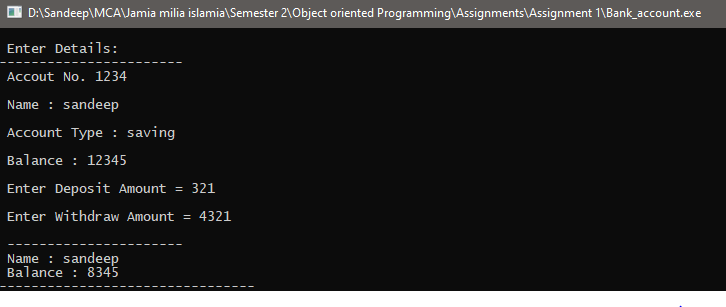 D:\Sandeep\MCA\Jamia milia islamia\Semester 2\Object oriented Programming\Assignments\Assignment 1\Bank_account.exe
Enter Details:
-----------------------
Accout No. 1234
Name : sandeep
Account Type : saving
Balance : 12345
Enter Deposit Amount = 321
Enter Withdraw Amount = 4321
----------------------
Name : sandeep
Balance : 8345
--------------------------------